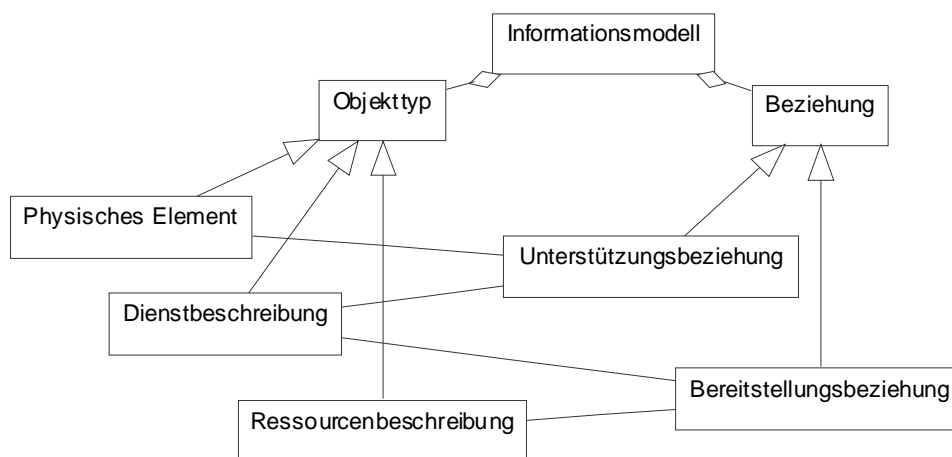 Informationsmodell
Objekttyp
Beziehung
Physisches Element
Unterstützungsbeziehung
Dienstbeschreibung
Bereitstellungsbeziehung
Ressourcenbeschreibung